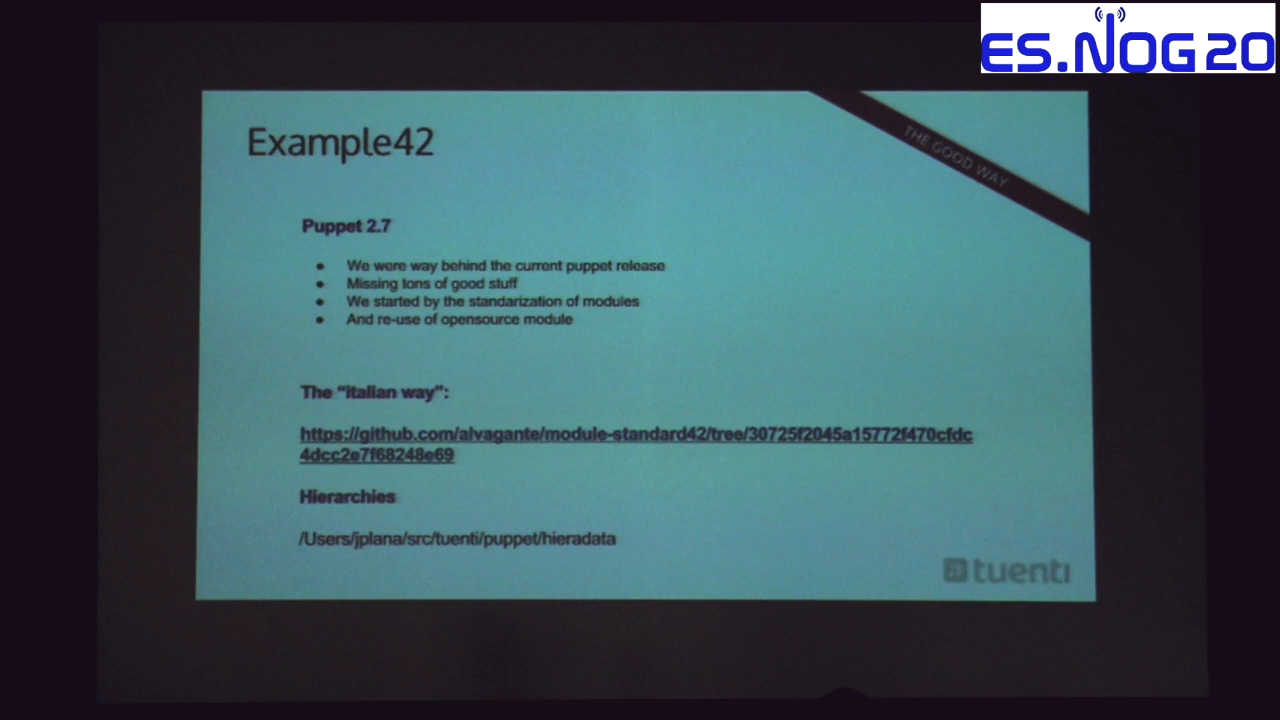 ES.NOG 20
THE GOOD WAY
Example42
Puppet 2.7
● We were way behind the current puppet release
● Missing tons of good stuff
● We started by the standarization of modules
● And re-use of opensource module
The “italian way”:
https://github.com/alvagante/module-standard42/tree/30725f2045a15772f470cfdc
4dcc2e7f68248e69
Hierarchies
/Users/jplana/src/tuenti/puppet/hieradata
tuenti